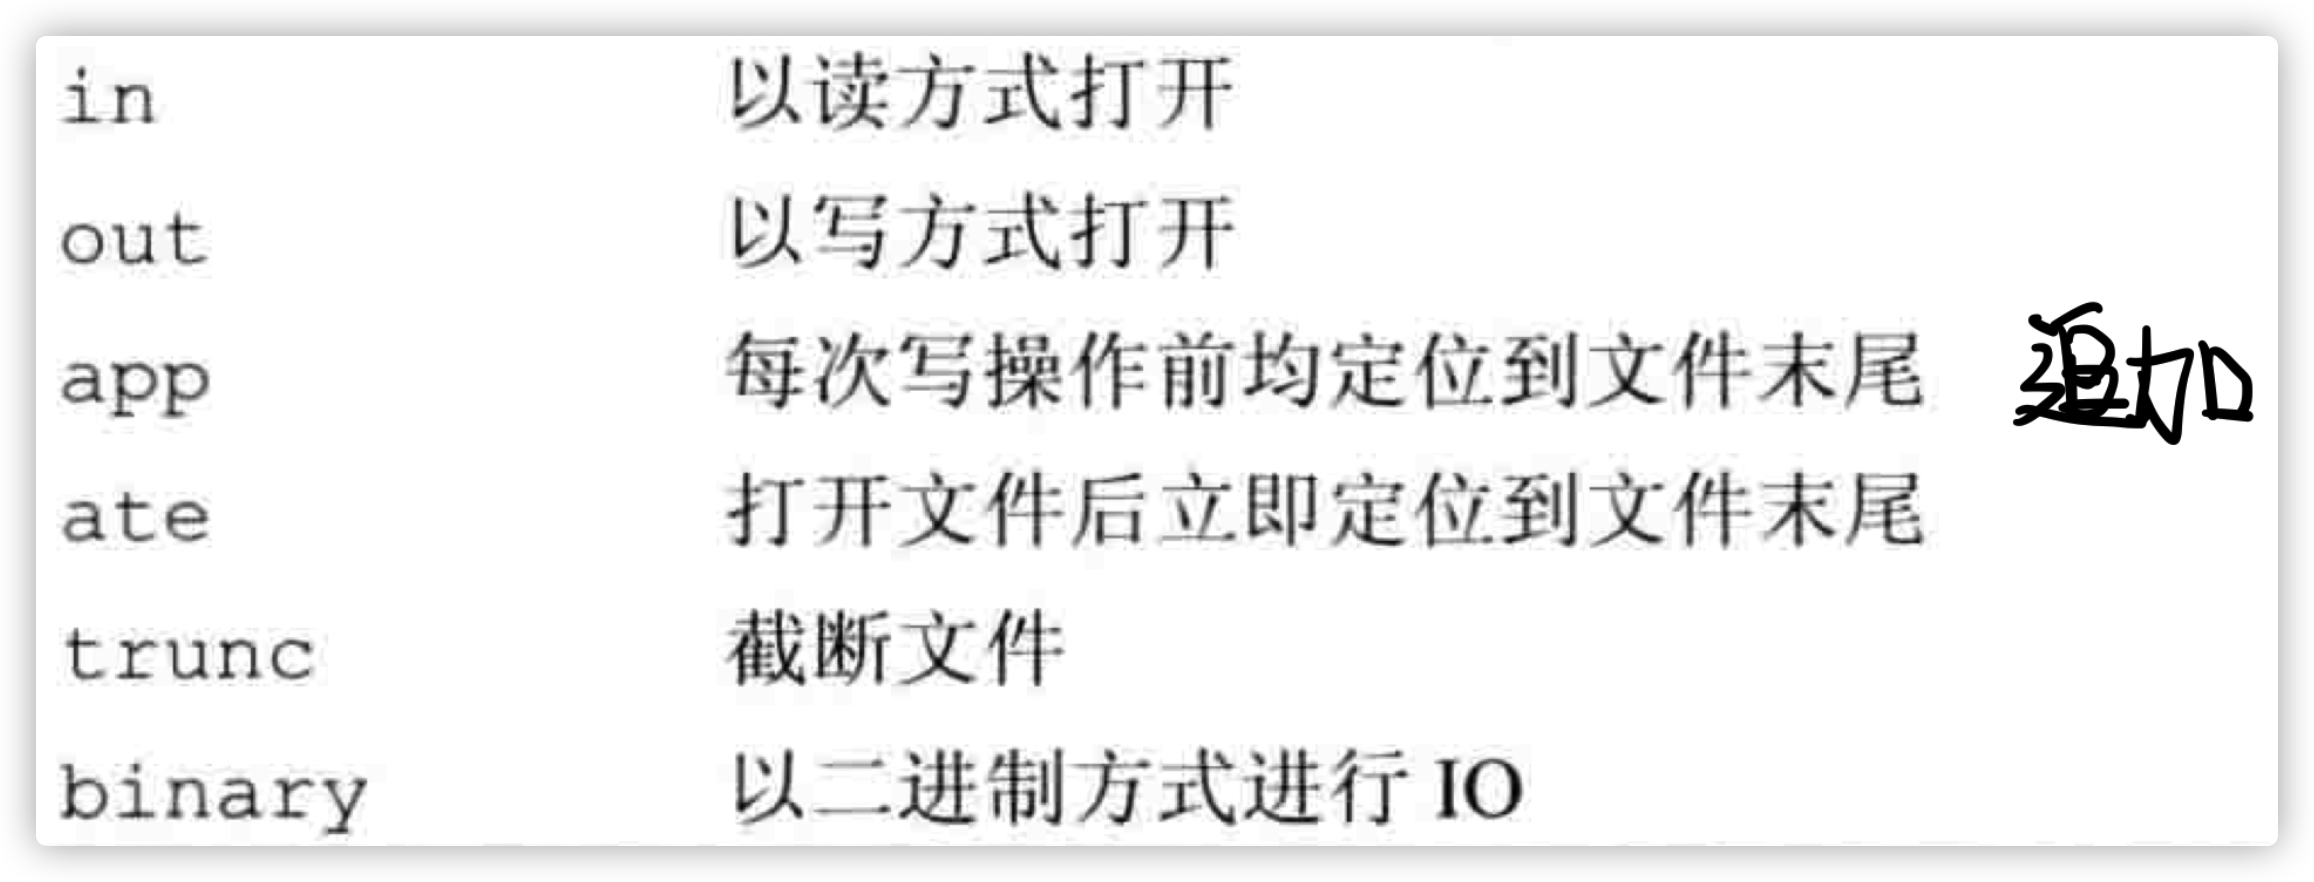 in 以读方式打开
out 以写方式打开
app 每次写操作前均定位到文件末尾 追加
ate 打开文件后立即定位到文件末尾
trunc 截断文件
binary 以二进制方式进行 IO